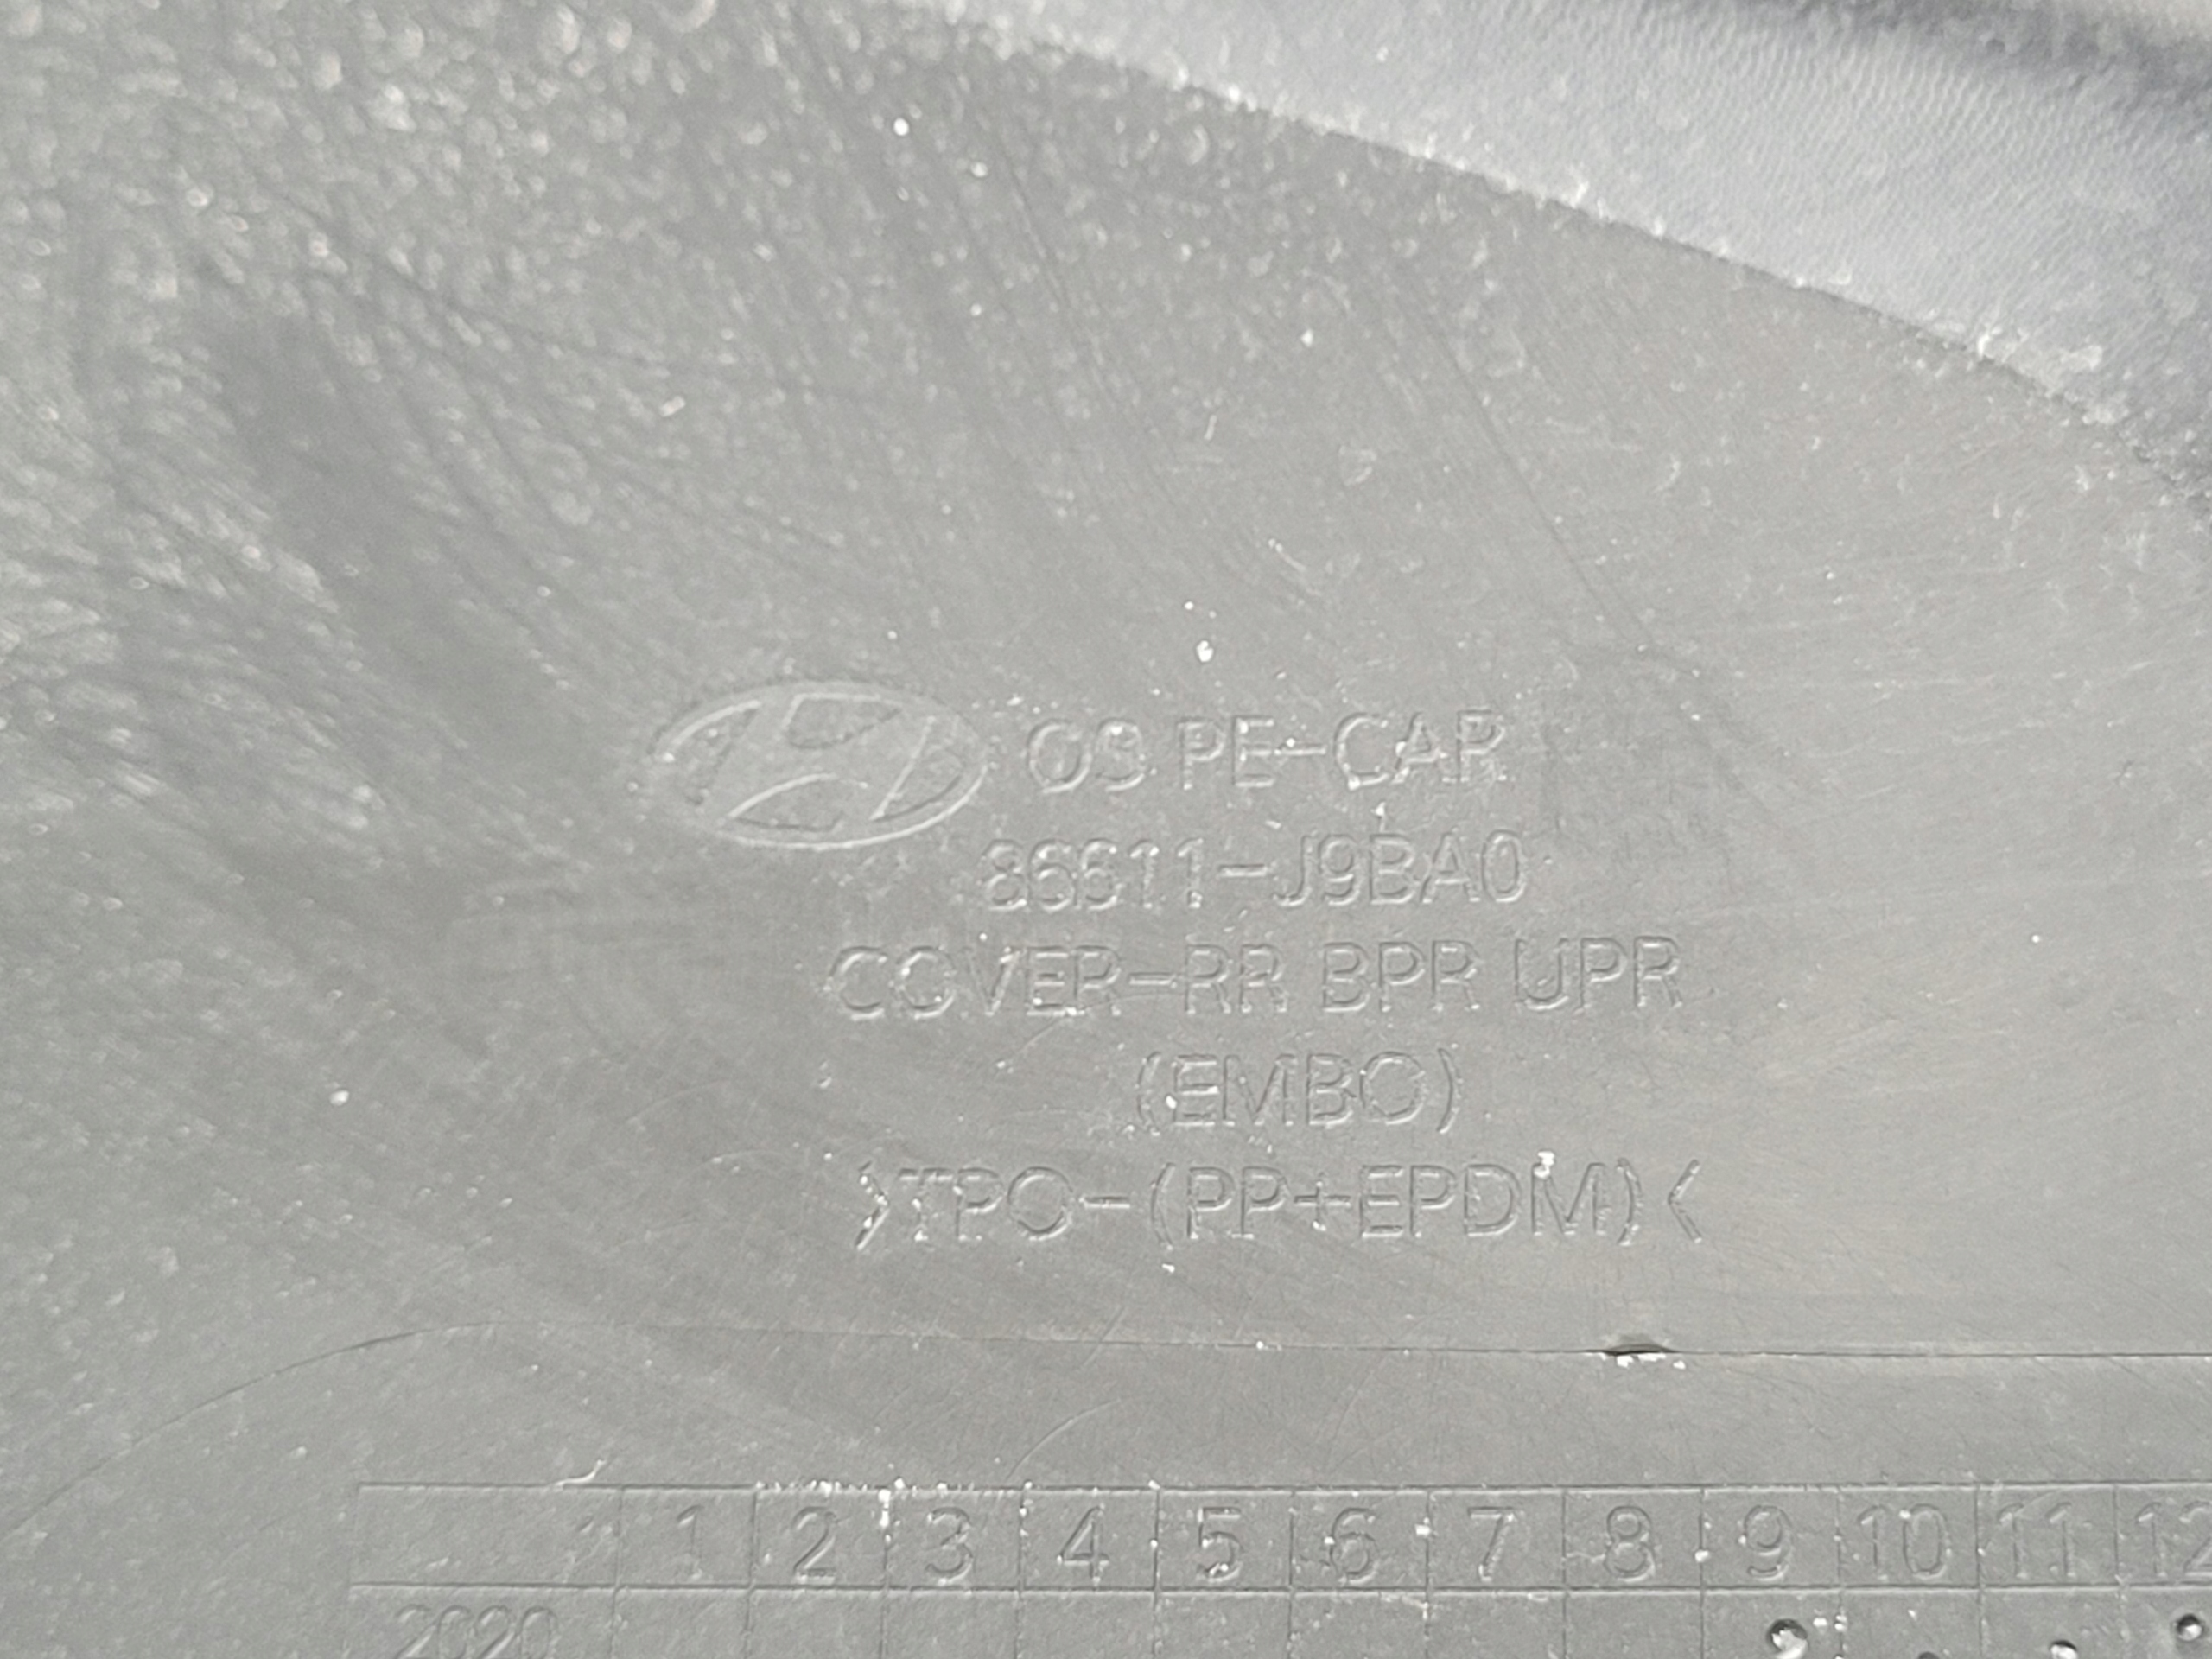 OS PE-CAR
86611-J9BA0
COVER-RR BPR UPR
(EMBO)
>TPO-(PP+EPDM)<
1 2 3 4 5 6 7 8 9 10 11 12
2020